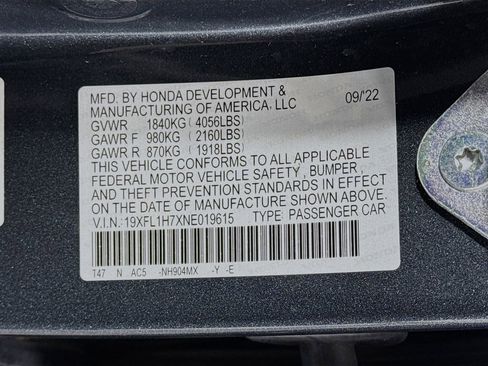 MFD. BY HONDA DEVELOPMENT &
MANUFACTURING OF AMERICA, LLC 09/'22
GVWR 1840KG (4056LBS)
GAWR F 980KG (2160LBS)
GAWR R 870KG (1918LBS)
THIS VEHICLE CONFORMS TO ALL APPLICABLE
FEDERAL MOTOR VEHICLE SAFETY, BUMPER,
AND THEFT PREVENTION STANDARDS IN EFFECT
ON THE DATE OF MANUFACTURE SHOWN ABOVE
V.I.N.: 19XFL1H7XNE019615 TYPE: PASSENGER CAR
T47 N AC5 -NH904MX -Y -E